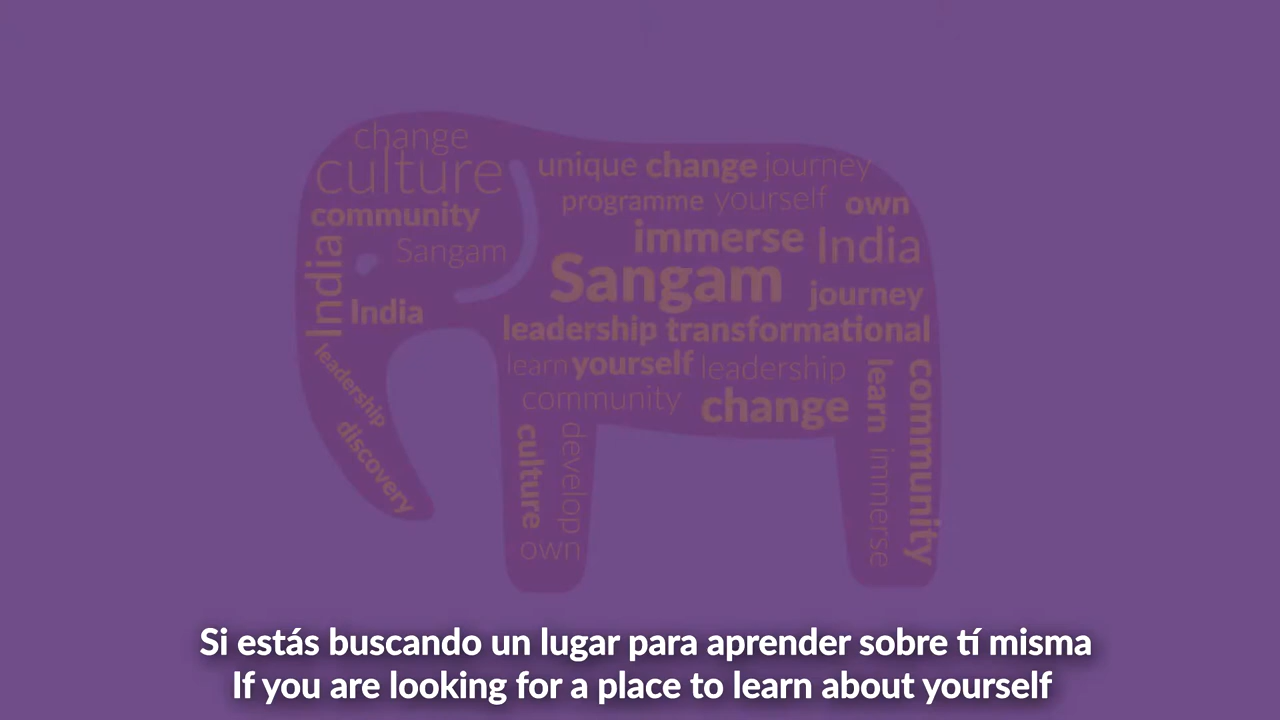 change
culture
community
Sangam
India
India
leadership
discovery
unique change journey
programme yourself own
immerse India
Sangam journey
leadership transformational
learn yourself leadership
community change
culture
develop
own
learn
immerse
community
Si estás buscando un lugar para aprender sobre tí misma
If you are looking for a place to learn about yourself